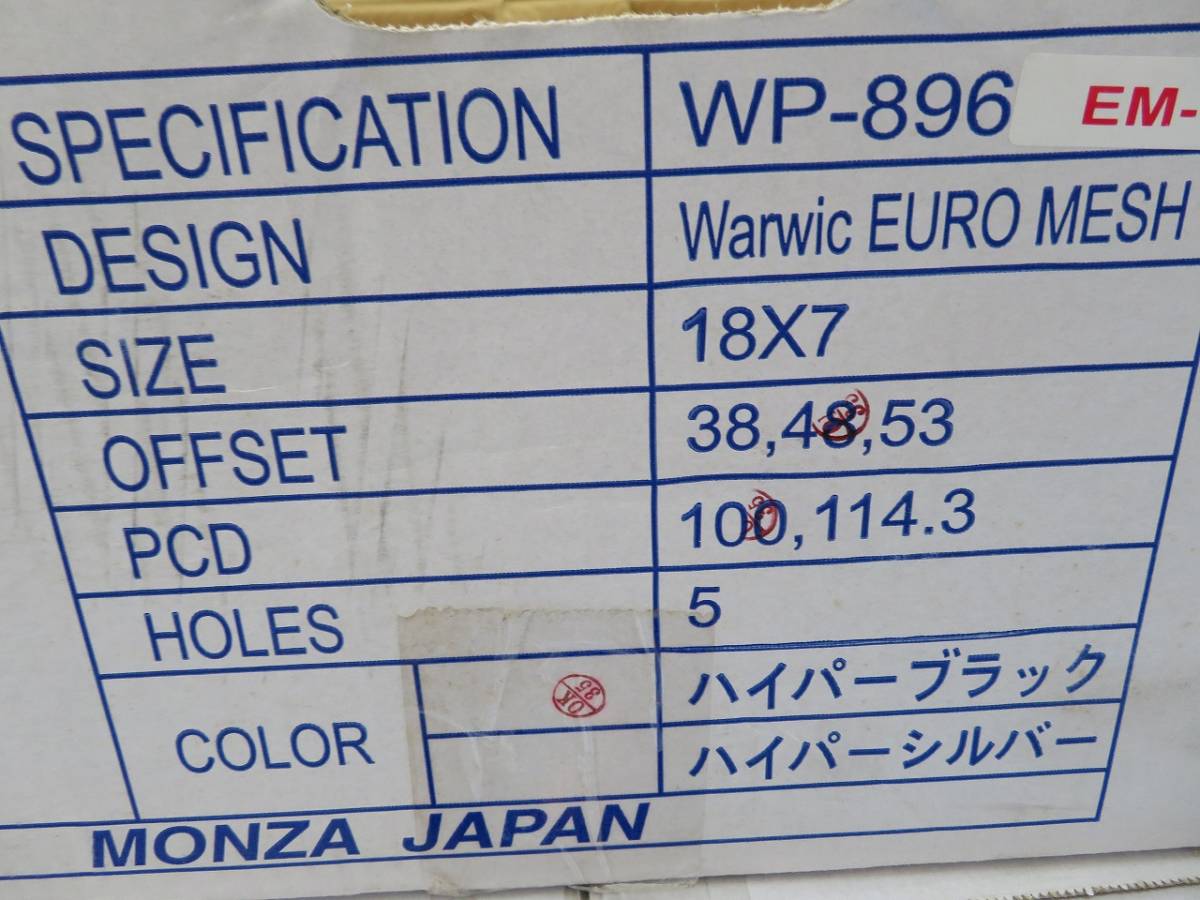 SPECIFICATION WP-896 EM-
DESIGN Warwic EURO MESH
SIZE 18X7
OFFSET 38,48,53
PCD 100,114.3
HOLES 5
COLOR ハイパーブラック
OK 35
ハイパーシルバー
MONZA JAPAN